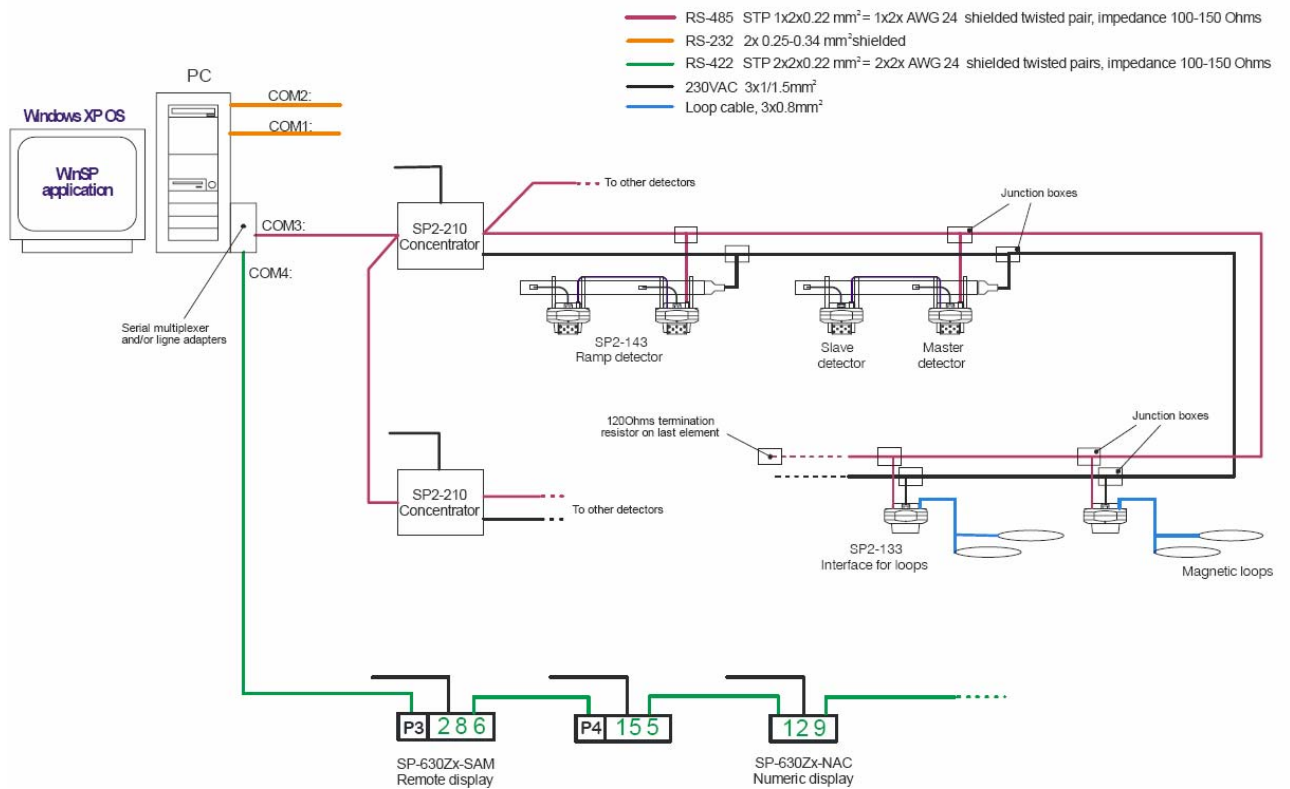 RS-485 STP 1x2x0.22 mm²= 1x2x AWG 24 shielded twisted pair, impedance 100-150 Ohms
RS-232 2x 0.25-0.34 mm²shielded
RS-422 STP 2x2x0.22 mm²= 2x2x AWG 24 shielded twisted pairs, impedance 100-150 Ohms
230VAC 3x1/1.5mm²
Loop cable, 3x0.8mm²
PC
Windows XP OS
WinSP
application
COM2:
COM1:
COM3:
COM4:
Serial multiplexer
and/or ligne adapters
SP2-210
Concentrator
To other detectors
Junction boxes
SP2-143
Ramp detector
Slave
detector
Master
detector
120Ohms termination
resistor on last element
Junction boxes
SP2-210
Concentrator
To other detectors
SP2-133
Interface for loops
Magnetic loops
P3 286
P4 155
129
SP-630Zx-SAM
Remote display
SP-630Zx-NAC
Numeric display